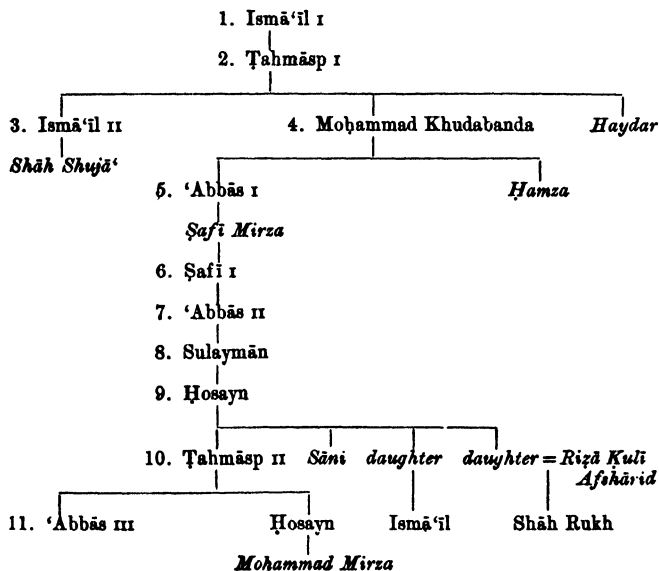 1. Ismā‘īl I
2. Ṭahmāsp I
3. Ismā‘īl II 4. Moḥammad Khudabanda Haydar
Shāh Shujā‘
5. ‘Abbās I Ḥamza
Ṣafī Mirza
6. Ṣafī I
7. ‘Abbās II
8. Sulaymān
9. Ḥosayn
10. Ṭahmāsp II Sāni daughter daughter = Riẓā Ḳulī
Afshārid
11. ‘Abbās III Ḥosayn Ismā‘īl Shāh Rukh
Mohammad Mirza